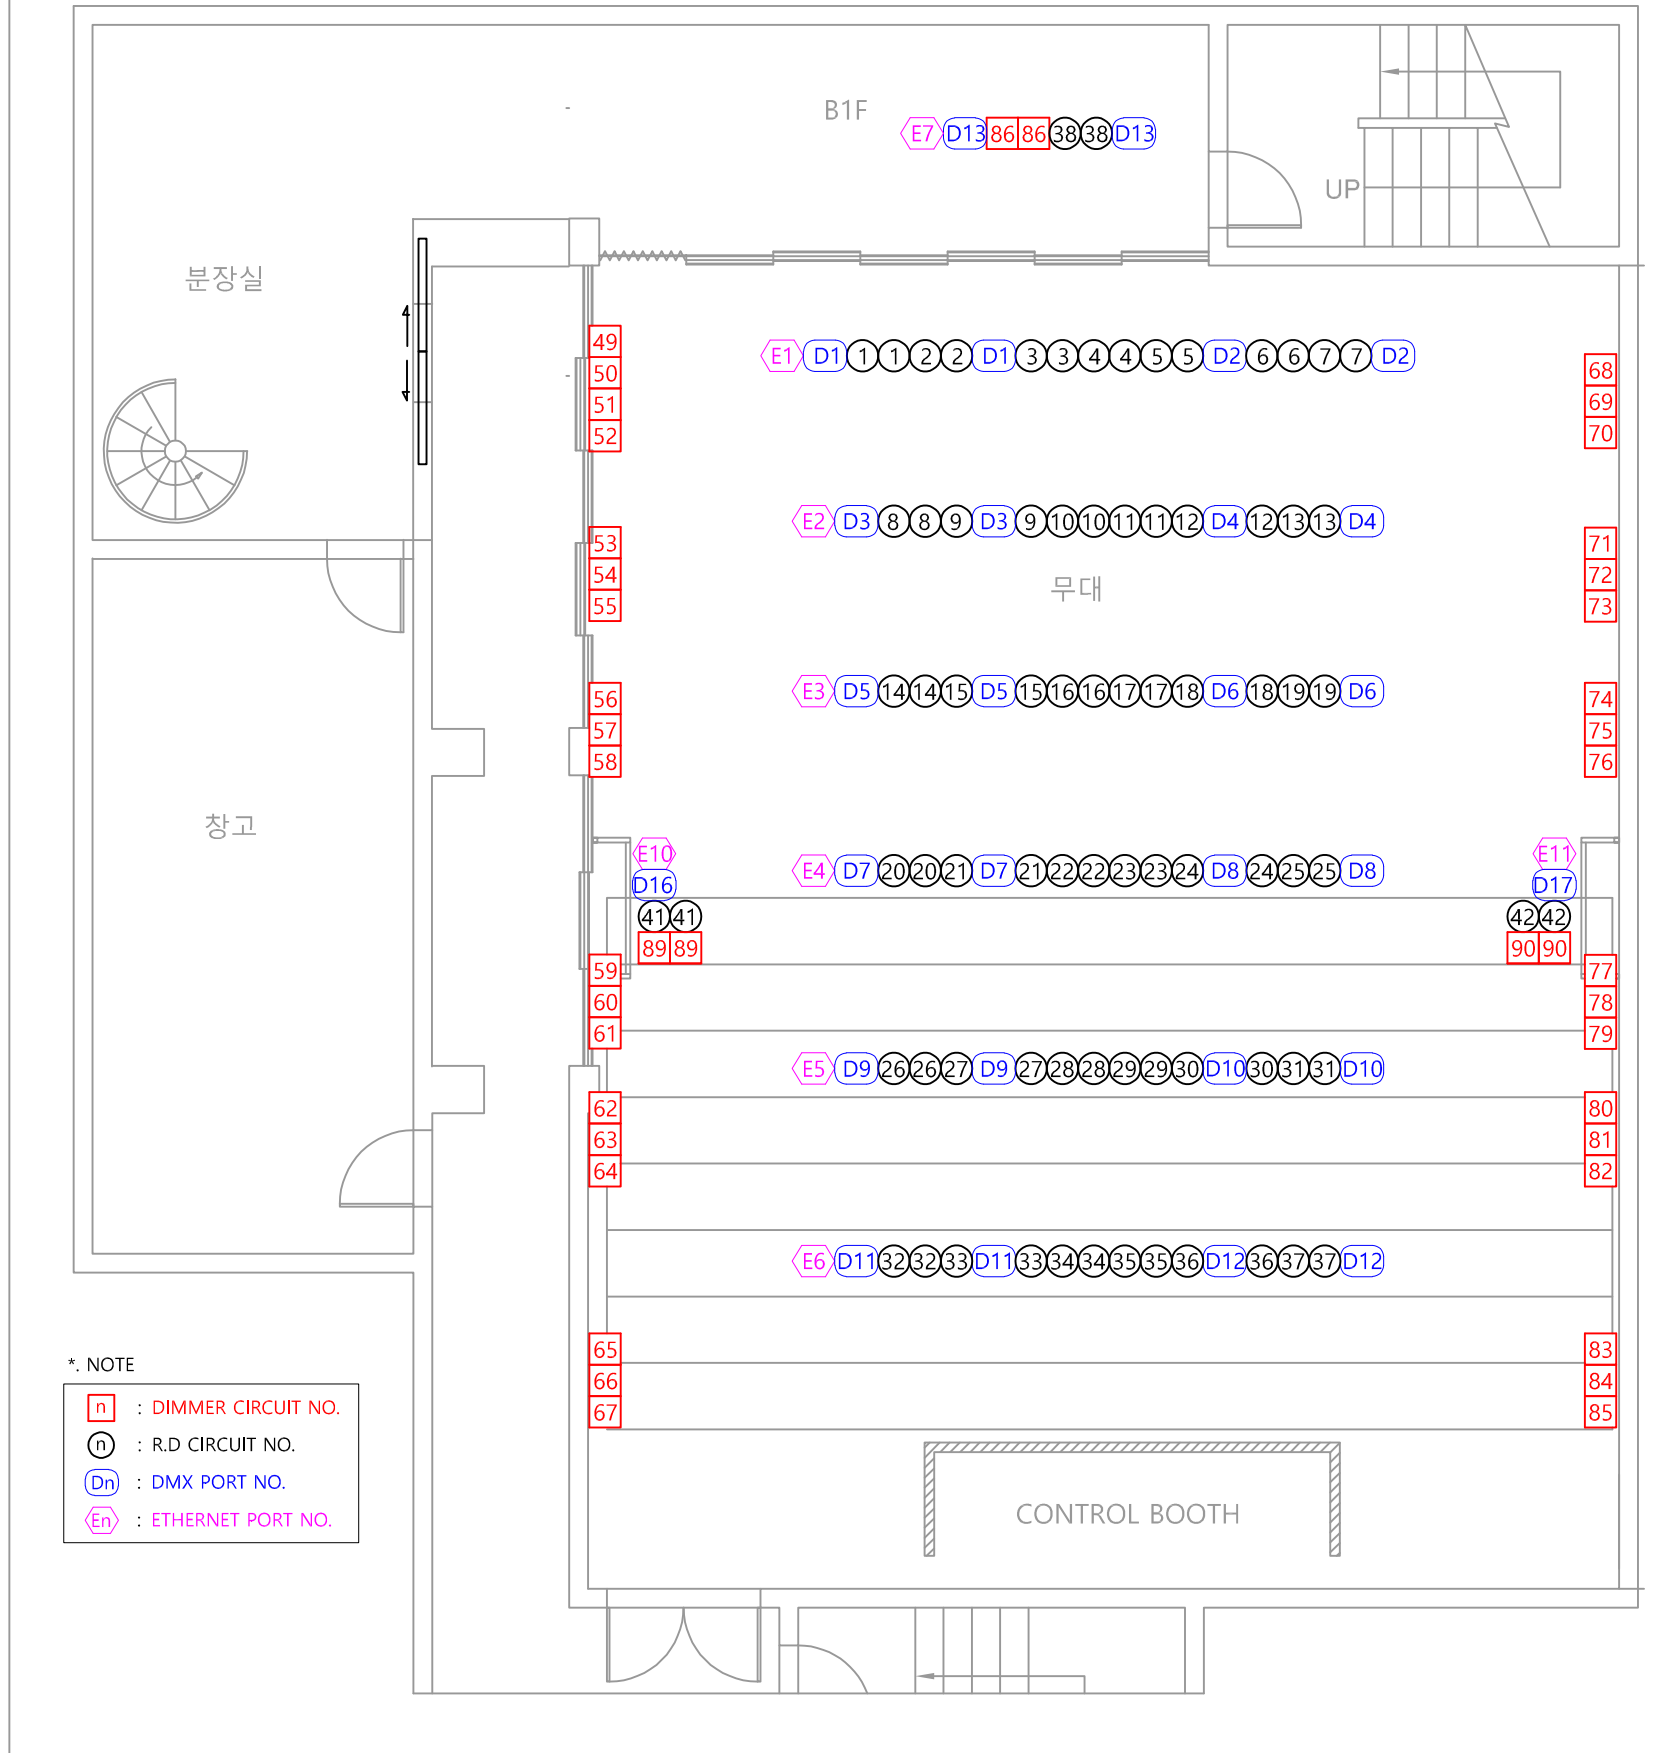 B1F
E7 D13 86 86 38 38 D13
UP
분장실
49
50
51
52
E1 D1 1 1 2 2 D1 3 3 4 4 5 5 D2 6 6 7 7 D2
68
69
70
E2 D3 8 8 9 D3 9 10 10 11 11 12 D4 12 13 13 D4
53
54
55
71
72
73
무대
E3 D5 14 14 15 D5 15 16 16 17 17 18 D6 18 19 19 D6
56
57
58
74
75
76
창고
E10
D16
41 41
89 89
E4 D7 20 20 21 D7 21 22 22 23 23 24 D8 24 25 25 D8
E11
D17
42 42
90 90
59
60
61
77
78
79
E5 D9 26 26 27 D9 27 28 28 29 29 30 D10 30 31 31 D10
62
63
64
80
81
82
E6 D11 32 32 33 D11 33 34 34 35 35 36 D12 36 37 37 D12
65
66
67
83
84
85
*. NOTE
n : DIMMER CIRCUIT NO.
n : R.D CIRCUIT NO.
Dn : DMX PORT NO.
En : ETHERNET PORT NO.
CONTROL BOOTH